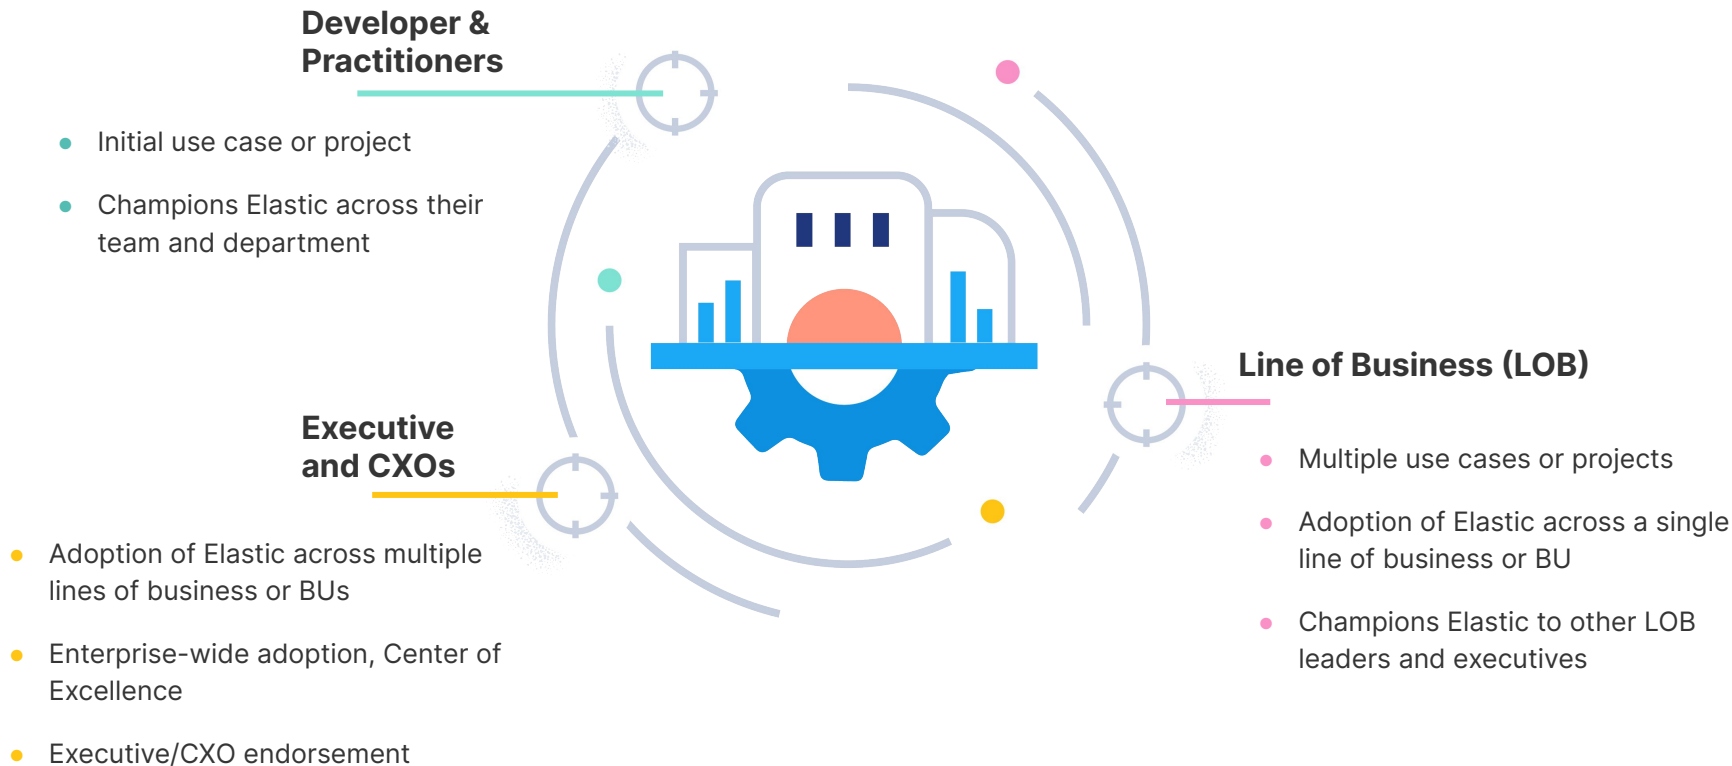 Developer &
Practitioners
Initial use case or project
Champions Elastic across their
team and department
Line of Business (LOB)
Multiple use cases or projects
Adoption of Elastic across a single
line of business or BU
Champions Elastic to other LOB
leaders and executives
Executive
and CXOs
Adoption of Elastic across multiple
lines of business or BUs
Enterprise-wide adoption, Center of
Excellence
Executive/CXO endorsement